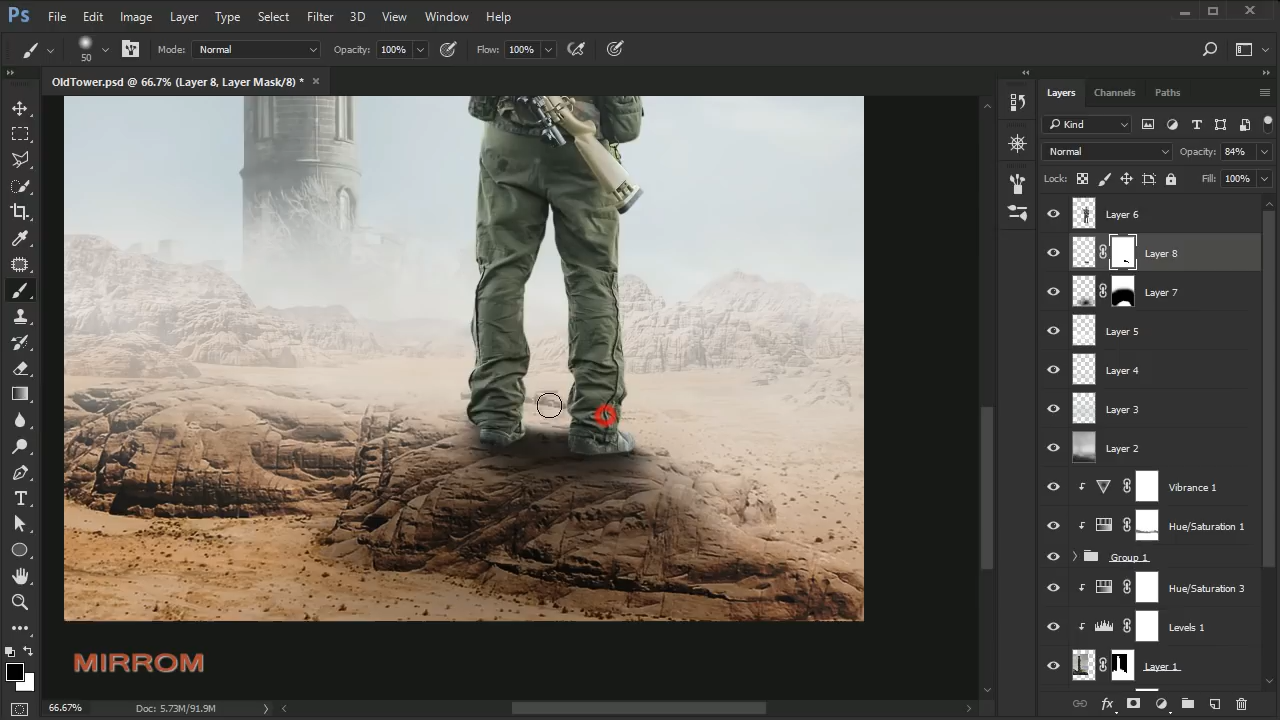 Ps File Edit Image Layer Type Select Filter 3D View Window Help
50 Mode: Normal Opacity: 100% Flow: 100%
OldTower.psd @ 66.7% (Layer 8, Layer Mask/8) * ×
Layers Channels Paths
Kind
Normal Opacity: 84%
Lock: Fill: 100%
Layer 6
Layer 8
Layer 7
Layer 5
Layer 4
Layer 3
Layer 2
Vibrance 1
Hue/Saturation 1
Group 1
Hue/Saturation 3
Levels 1
Layer 1
MIRROM
66.67% Doc: 5.73M/91.9M